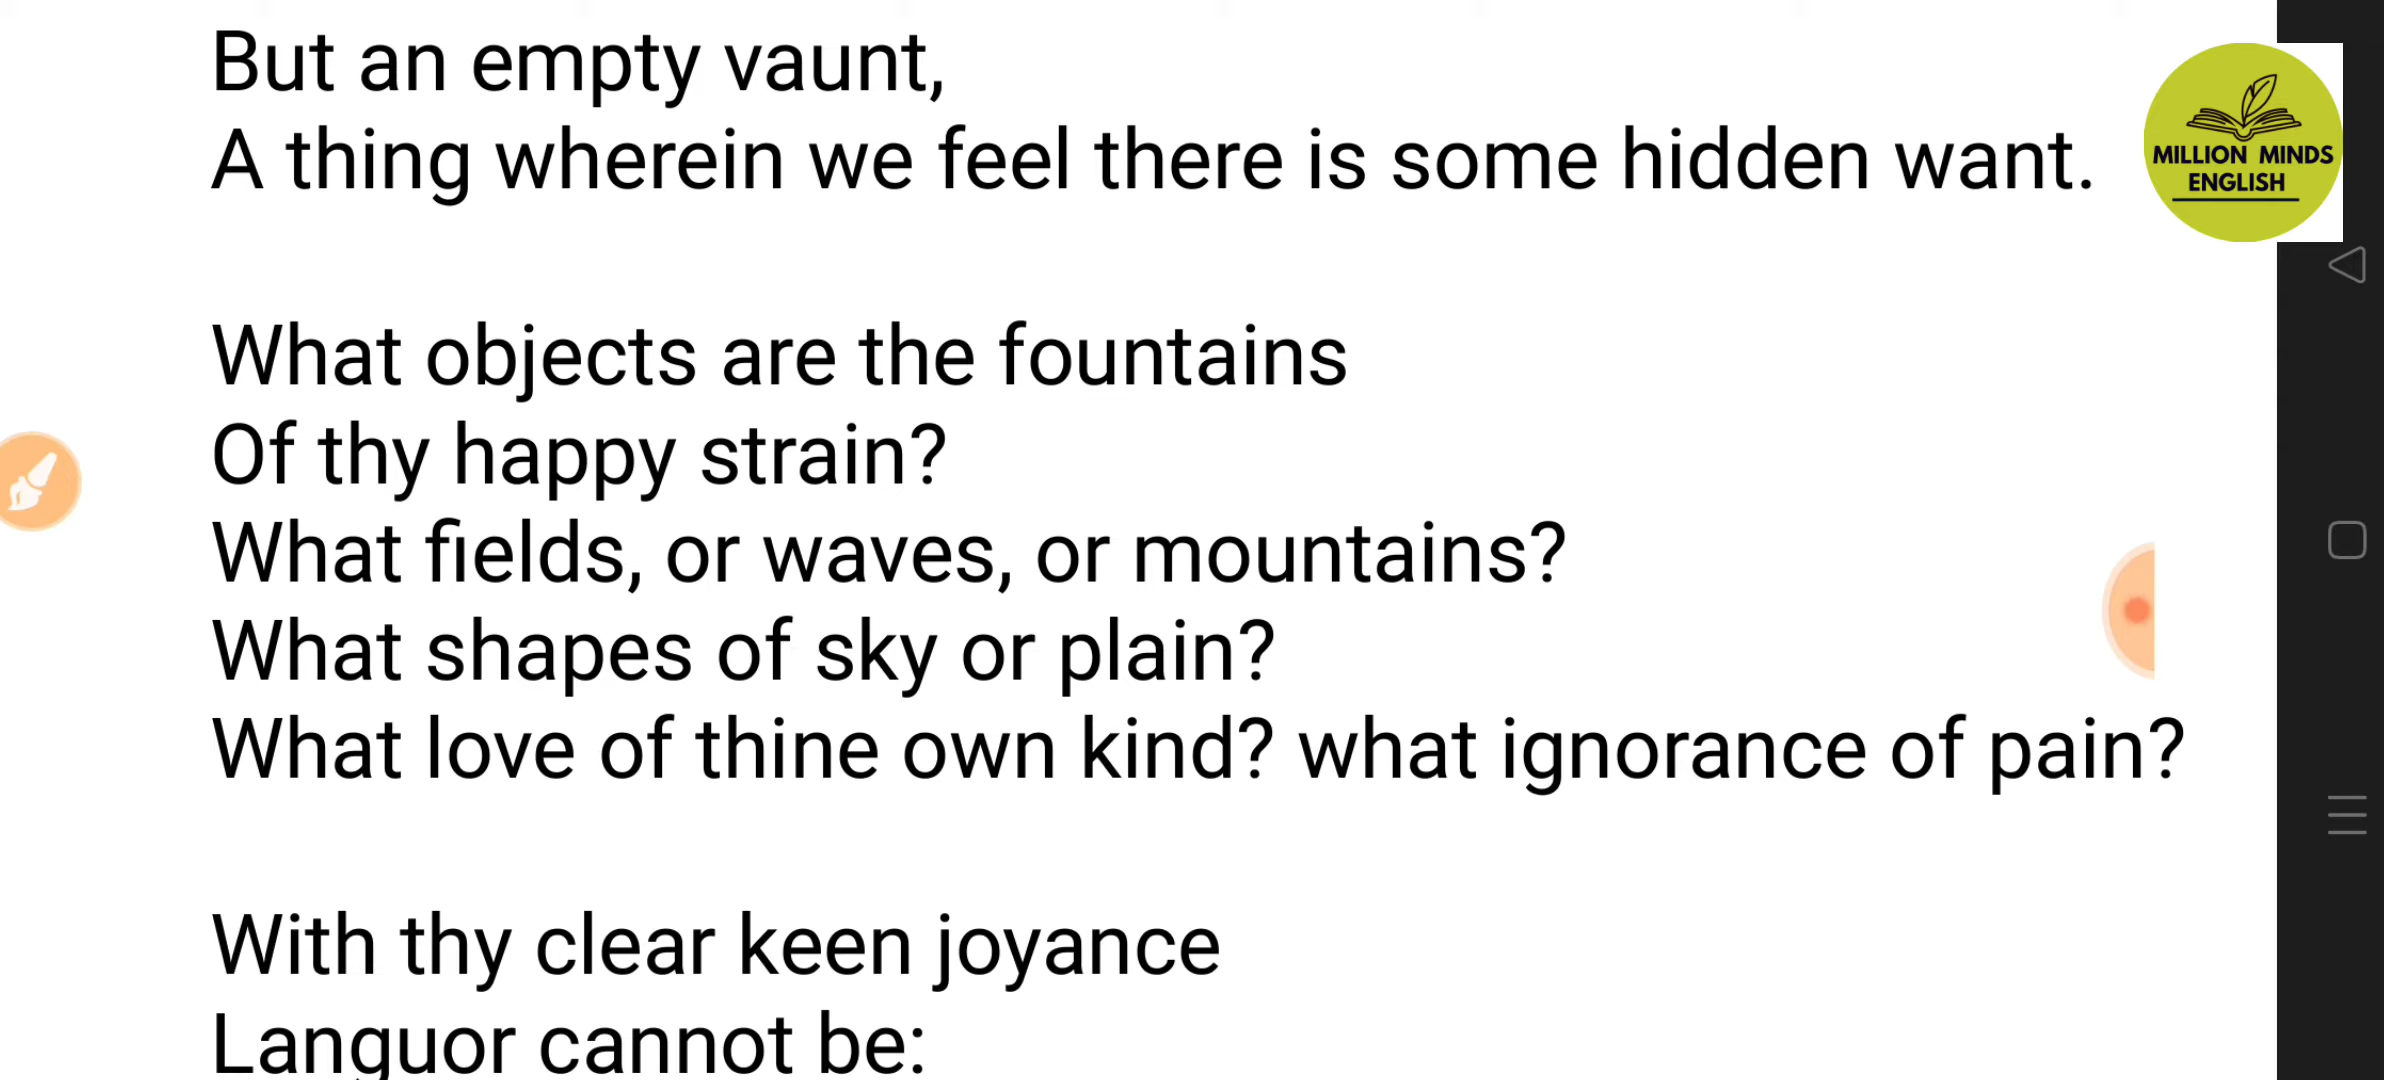 But an empty vaunt,
A thing wherein we feel there is some hidden want.
MILLION MINDS
ENGLISH
What objects are the fountains
Of thy happy strain?
What fields, or waves, or mountains?
What shapes of sky or plain?
What love of thine own kind? what ignorance of pain?
With thy clear keen joyance
Languor cannot be: